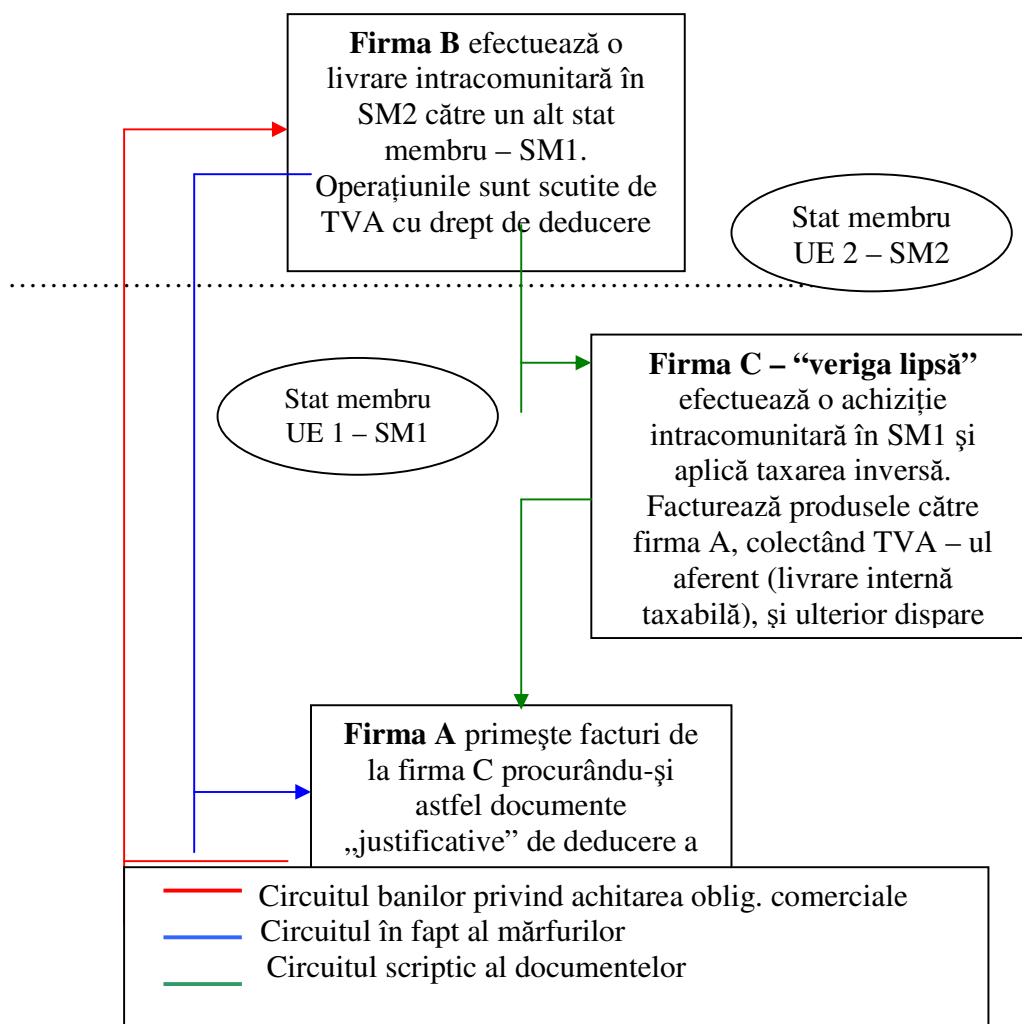 Firma B efectuează o
livrare intracomunitară în
SM2 către un alt stat
membru – SM1.
Operațiunile sunt scutite de
TVA cu drept de deducere
Stat membru
UE 2 – SM2
Stat membru
UE 1 – SM1
Firma C – “veriga lipsă”
efectuează o achiziție
intracomunitară în SM1 şi
aplică taxarea inversă.
Facturează produsele către
firma A, colectând TVA – ul
aferent (livrare internă
taxabilă), şi ulterior dispare
Firma A primeşte facturi de
la firma C procurându-şi
astfel documente
„justificative” de deducere a
Circuitul banilor privind achitarea oblig. comerciale
Circuitul în fapt al mărfurilor
Circuitul scriptic al documentelor